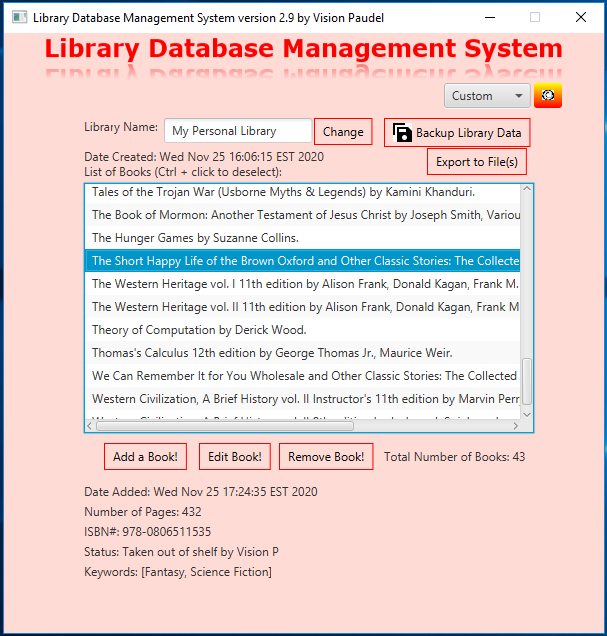 Library Database Management System version 2.9 by Vision Paudel
Library Database Management System
Custom
Library Name: My Personal Library Change Backup Library Data
Date Created: Wed Nov 25 16:06:15 EST 2020 Export to File(s)
List of Books (Ctrl + click to deselect):
Tales of the Trojan War (Usborne Myths & Legends) by Kamini Khanduri.
The Book of Mormon: Another Testament of Jesus Christ by Joseph Smith, Variou
The Hunger Games by Suzanne Collins.
The Short Happy Life of the Brown Oxford and Other Classic Stories: The Collecte
The Western Heritage vol. I 11th edition by Alison Frank, Donald Kagan, Frank M.
The Western Heritage vol. II 11th edition by Alison Frank, Donald Kagan, Frank M
Theory of Computation by Derick Wood.
Thomas's Calculus 12th edition by George Thomas Jr., Maurice Weir.
We Can Remember It for You Wholesale and Other Classic Stories: The Collected
Western Civilization, A Brief History vol. II Instructor's 11th edition by Marvin Perr
Add a Book! Edit Book! Remove Book! Total Number of Books: 43
Date Added: Wed Nov 25 17:24:35 EST 2020
Number of Pages: 432
ISBN#: 978-0806511535
Status: Taken out of shelf by Vision P
Keywords: [Fantasy, Science Fiction]